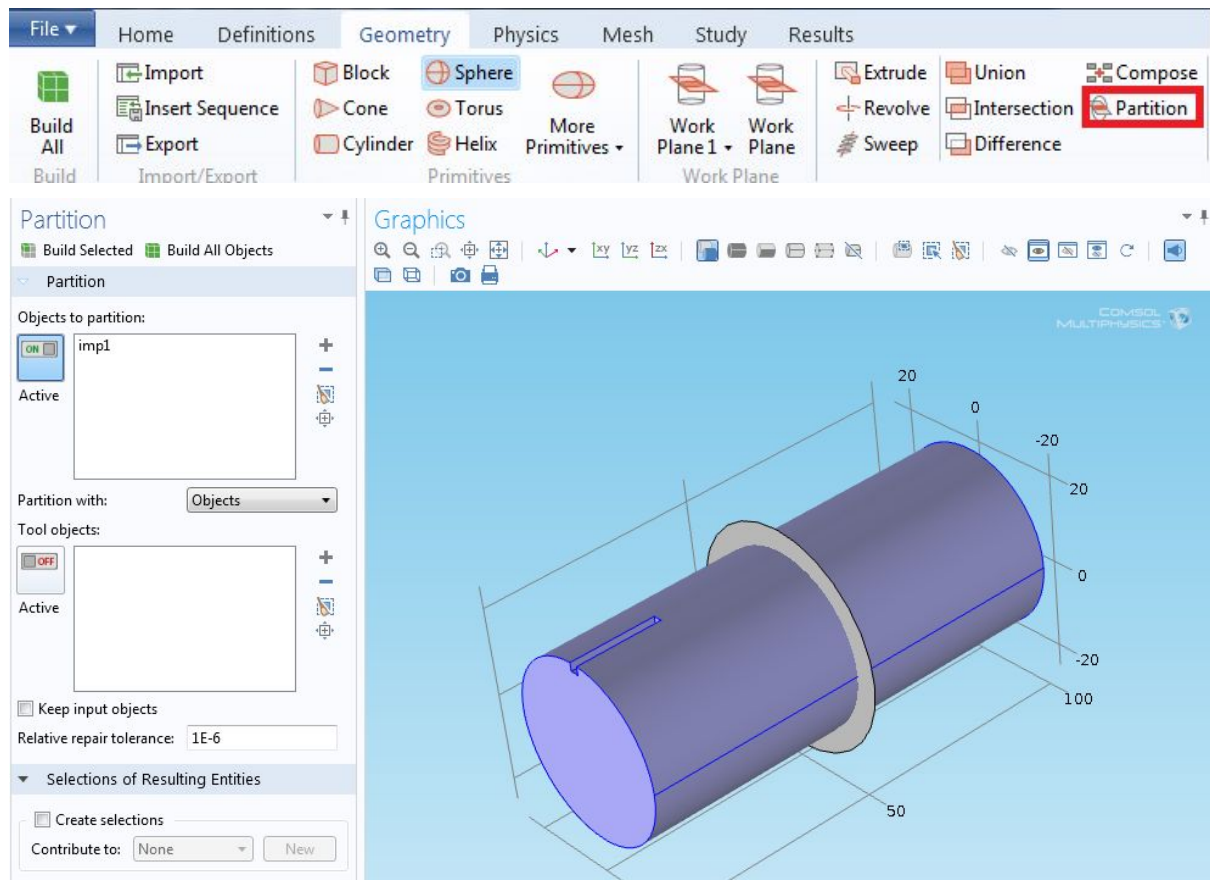 File Home Definitions Geometry Physics Mesh Study Results
Import Block Sphere Extrude Union Compose
Insert Sequence Cone Torus Revolve Intersection Partition
Build All More Primitives Work Plane 1 Work Plane
Export Cylinder Helix Sweep Difference
Build Import/Export Primitives Work Plane
Partition
Build Selected Build All Objects
Partition
Objects to partition:
ON
imp1
Active
Partition with: Objects
Tool objects:
OFF
Active
Keep input objects
Relative repair tolerance: 1E-6
Selections of Resulting Entities
Create selections
Contribute to: None New
Graphics
xy yz zx
COMSOL
MULTIPHYSICS
20
0
-20
20
0
-20
100
50